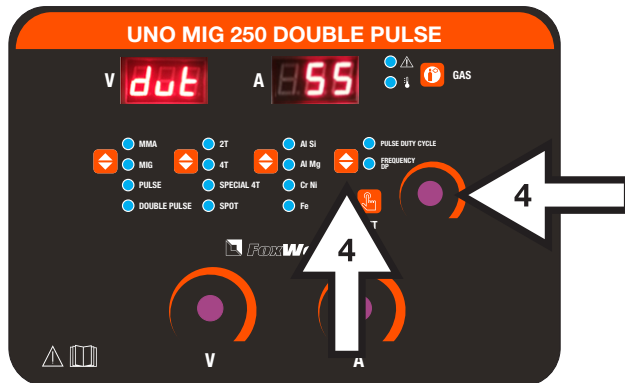 UNO MIG 250 DOUBLE PULSE
V dut A 55 GAS
MMA 2T Al Si PULSE DUTY CYCLE
MIG 4T Al Mg FREQUENCY DP
PULSE SPECIAL 4T Cr Ni
DOUBLE PULSE SPOT Fe
4
4
T
V A